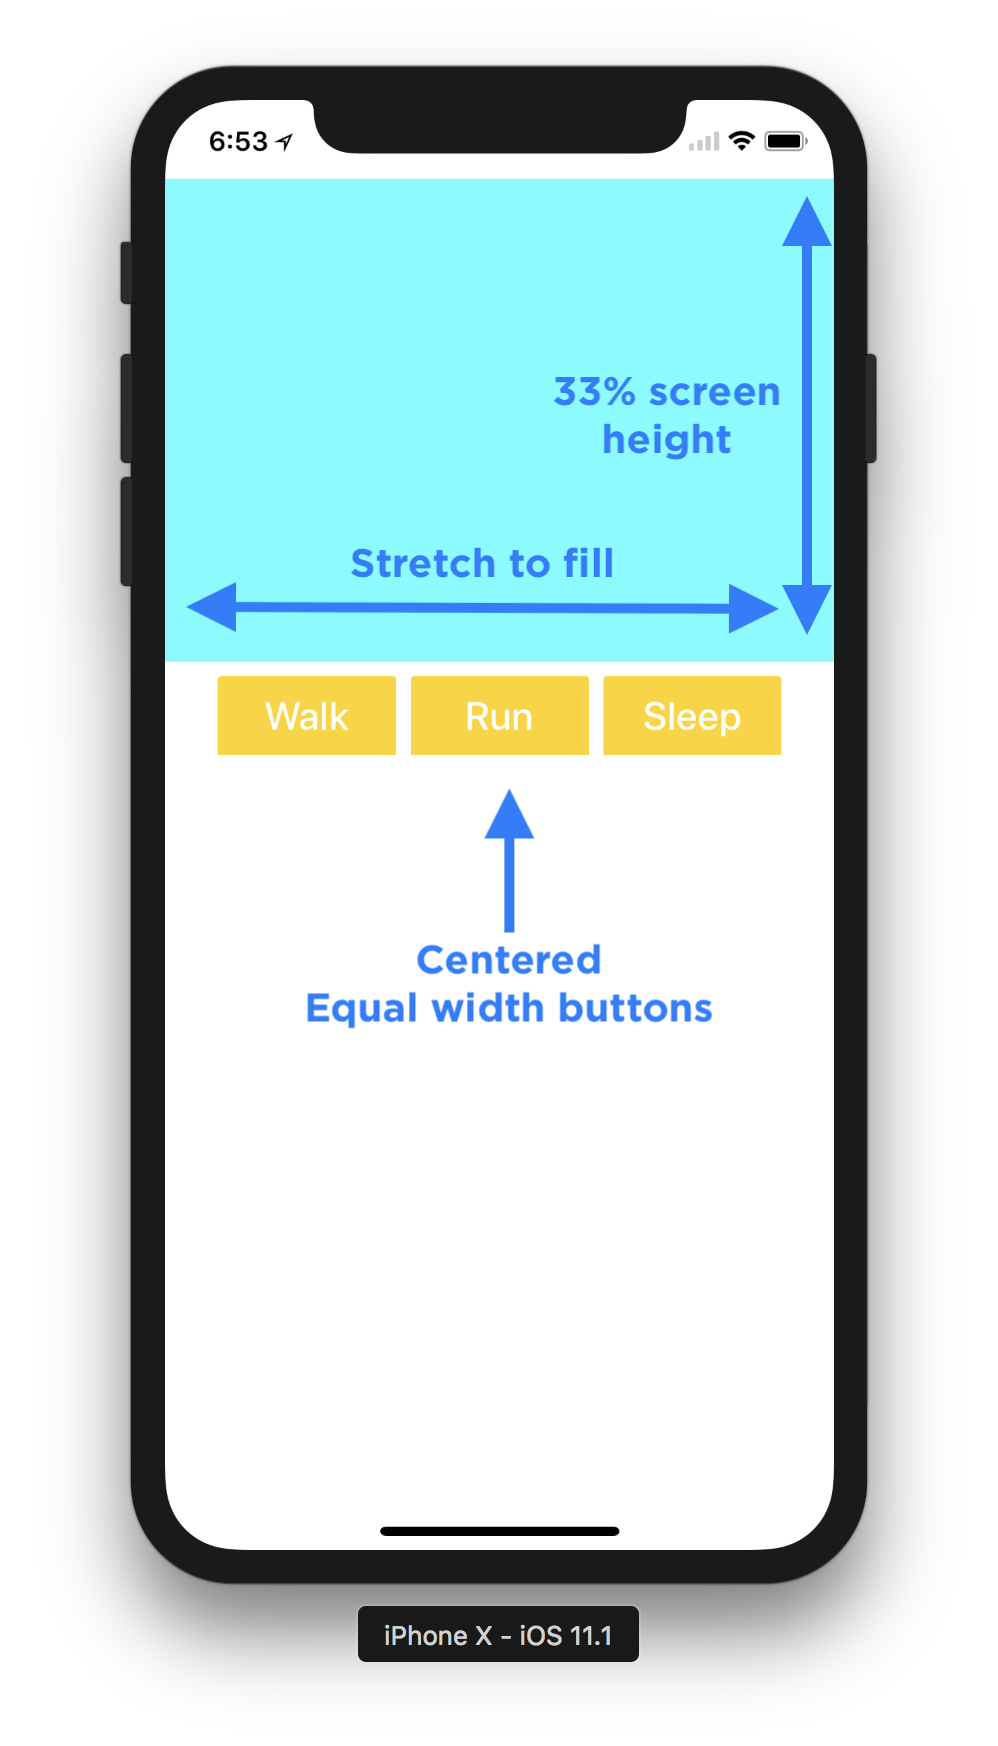 6:53
33% screen
height
Stretch to fill
Walk Run Sleep
Centered
Equal width buttons
iPhone X - iOS 11.1